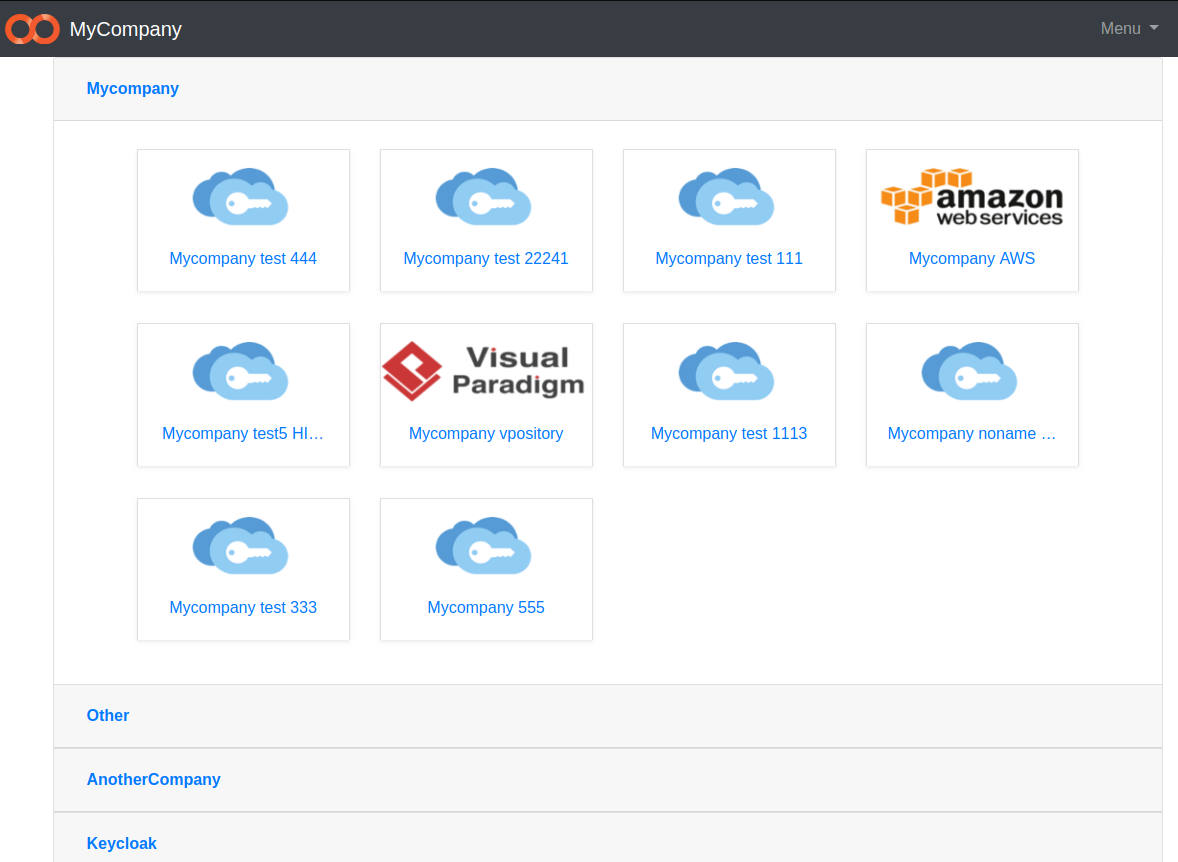 MyCompany
Menu
Mycompany
amazon
web services
Mycompany test 444
Mycompany test 22241
Mycompany test 111
Mycompany AWS
Visual
Paradigm
Mycompany test5 HI…
Mycompany vpository
Mycompany test 1113
Mycompany noname …
Mycompany test 333
Mycompany 555
Other
AnotherCompany
Keycloak